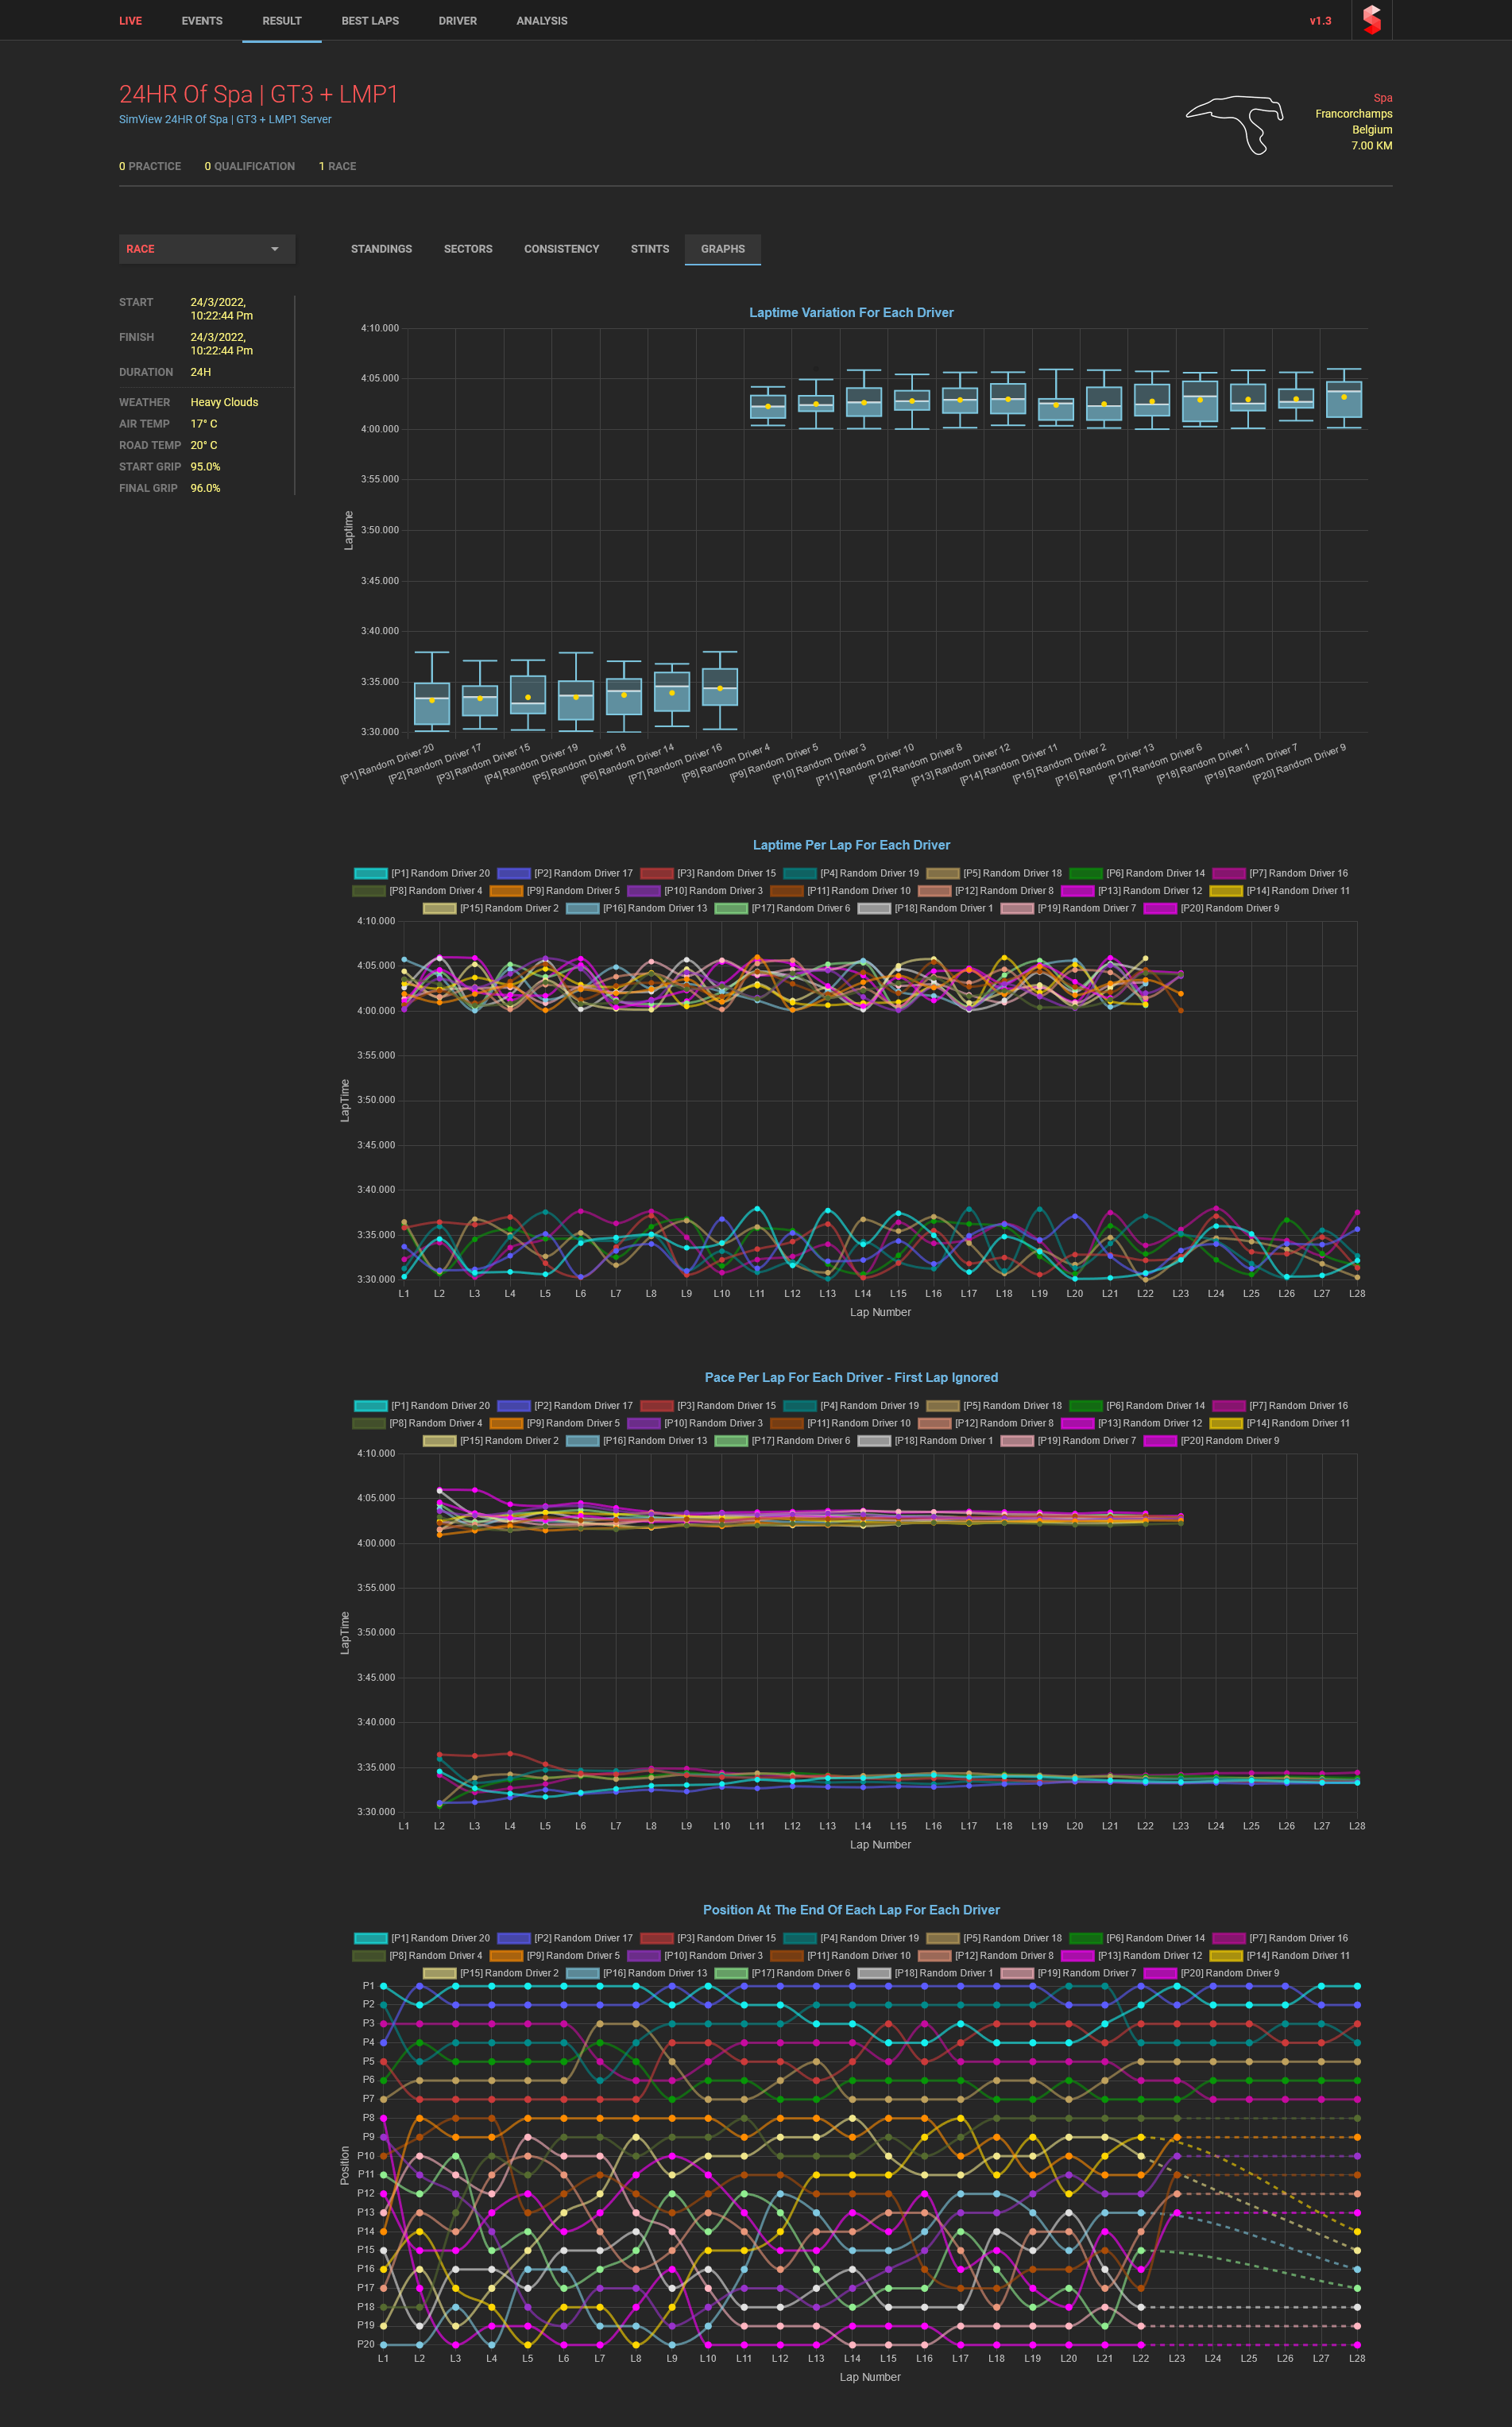 LIVE EVENTS RESULT BEST LAPS DRIVER ANALYSIS v1.3
24HR Of Spa | GT3 + LMP1
SimView 24HR Of Spa | GT3 + LMP1 Server
0 PRACTICE 0 QUALIFICATION 1 RACE
Spa
Francorchamps
Belgium
7.00 KM
RACE
START 24/3/2022,
10:22:44 Pm
FINISH 24/3/2022,
10:22:44 Pm
DURATION 24H
WEATHER Heavy Clouds
AIR TEMP 17° C
ROAD TEMP 20° C
START GRIP 95.0%
FINAL GRIP 96.0%
STANDINGS SECTORS CONSISTENCY STINTS GRAPHS
Laptime Variation For Each Driver
4:10.000
4:05.000
4:00.000
3:55.000
3:50.000
3:45.000
3:40.000
3:35.000
3:30.000
Laptime
[P1] Random Driver 20
[P2] Random Driver 17
[P3] Random Driver 15
[P4] Random Driver 19
[P5] Random Driver 18
[P6] Random Driver 14
[P7] Random Driver 16
[P8] Random Driver 4
[P9] Random Driver 5
[P10] Random Driver 3
[P11] Random Driver 10
[P12] Random Driver 8
[P13] Random Driver 12
[P14] Random Driver 11
[P15] Random Driver 2
[P16] Random Driver 13
[P17] Random Driver 6
[P18] Random Driver 1
[P19] Random Driver 7
[P20] Random Driver 9
Laptime Per Lap For Each Driver
[P1] Random Driver 20 [P2] Random Driver 17 [P3] Random Driver 15 [P4] Random Driver 19 [P5] Random Driver 18 [P6] Random Driver 14 [P7] Random Driver 16
[P8] Random Driver 4 [P9] Random Driver 5 [P10] Random Driver 3 [P11] Random Driver 10 [P12] Random Driver 8 [P13] Random Driver 12 [P14] Random Driver 11
[P15] Random Driver 2 [P16] Random Driver 13 [P17] Random Driver 6 [P18] Random Driver 1 [P19] Random Driver 7 [P20] Random Driver 9
4:10.000
4:05.000
4:00.000
3:55.000
3:50.000
3:45.000
3:40.000
3:35.000
3:30.000
LapTime
L1 L2 L3 L4 L5 L6 L7 L8 L9 L10 L11 L12 L13 L14 L15 L16 L17 L18 L19 L20 L21 L22 L23 L24 L25 L26 L27 L28
Lap Number
Pace Per Lap For Each Driver - First Lap Ignored
[P1] Random Driver 20 [P2] Random Driver 17 [P3] Random Driver 15 [P4] Random Driver 19 [P5] Random Driver 18 [P6] Random Driver 14 [P7] Random Driver 16
[P8] Random Driver 4 [P9] Random Driver 5 [P10] Random Driver 3 [P11] Random Driver 10 [P12] Random Driver 8 [P13] Random Driver 12 [P14] Random Driver 11
[P15] Random Driver 2 [P16] Random Driver 13 [P17] Random Driver 6 [P18] Random Driver 1 [P19] Random Driver 7 [P20] Random Driver 9
4:10.000
4:05.000
4:00.000
3:55.000
3:50.000
3:45.000
3:40.000
3:35.000
3:30.000
LapTime
L1 L2 L3 L4 L5 L6 L7 L8 L9 L10 L11 L12 L13 L14 L15 L16 L17 L18 L19 L20 L21 L22 L23 L24 L25 L26 L27 L28
Lap Number
Position At The End Of Each Lap For Each Driver
[P1] Random Driver 20 [P2] Random Driver 17 [P3] Random Driver 15 [P4] Random Driver 19 [P5] Random Driver 18 [P6] Random Driver 14 [P7] Random Driver 16
[P8] Random Driver 4 [P9] Random Driver 5 [P10] Random Driver 3 [P11] Random Driver 10 [P12] Random Driver 8 [P13] Random Driver 12 [P14] Random Driver 11
[P15] Random Driver 2 [P16] Random Driver 13 [P17] Random Driver 6 [P18] Random Driver 1 [P19] Random Driver 7 [P20] Random Driver 9
P1
P2
P3
P4
P5
P6
P7
P8
P9
P10
P11
P12
P13
P14
P15
P16
P17
P18
P19
P20
Position
L1 L2 L3 L4 L5 L6 L7 L8 L9 L10 L11 L12 L13 L14 L15 L16 L17 L18 L19 L20 L21 L22 L23 L24 L25 L26 L27 L28
Lap Number